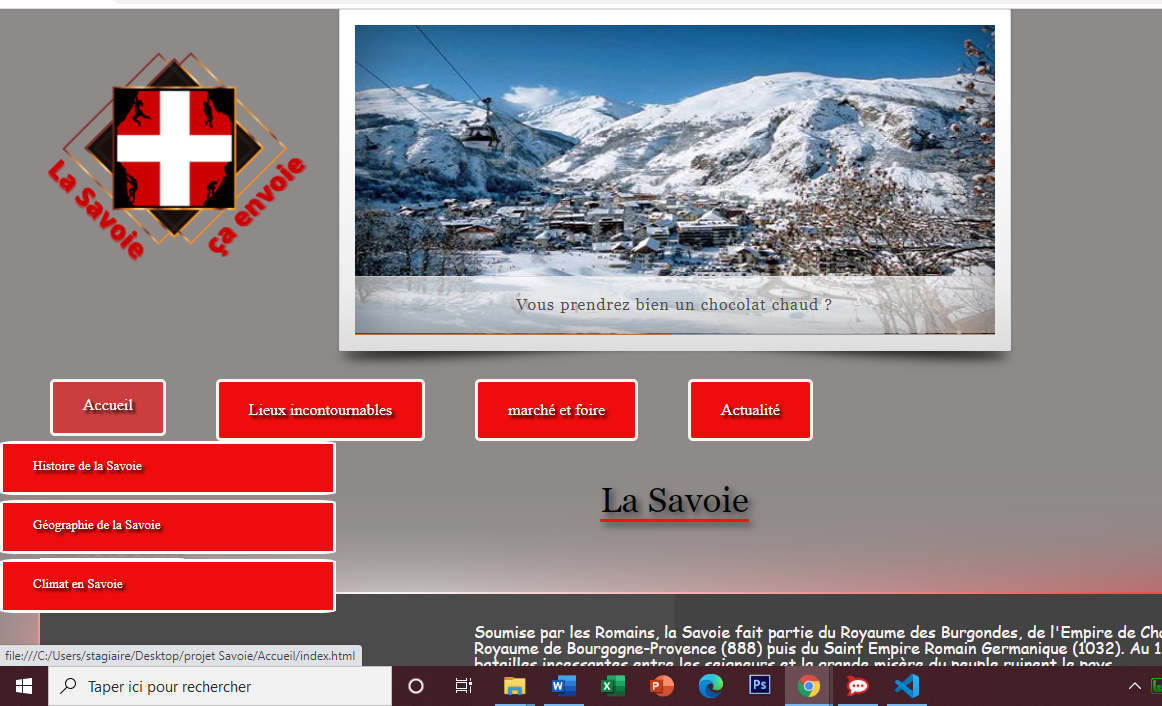 La Savoie
ça envoie
Vous prendrez bien un chocolat chaud ?
Accueil
Lieux incontournables
marché et foire
Actualité
Histoire de la Savoie
Géographie de la Savoie
Climat en Savoie
La Savoie
Soumise par les Romains, la Savoie fait partie du Royaume des Burgondes, de l'Empire de
Royaume de Bourgogne-Provence (888) puis du Saint Empire Romain Germanique (1032). Au
batailles incessantes entre les seigneurs et la grande misère du peuple ruinent le pays
file:///C:/Users/stagiaire/Desktop/projet Savoie/Accueil/index.html
Taper ici pour rechercher
W
X
P
Ps